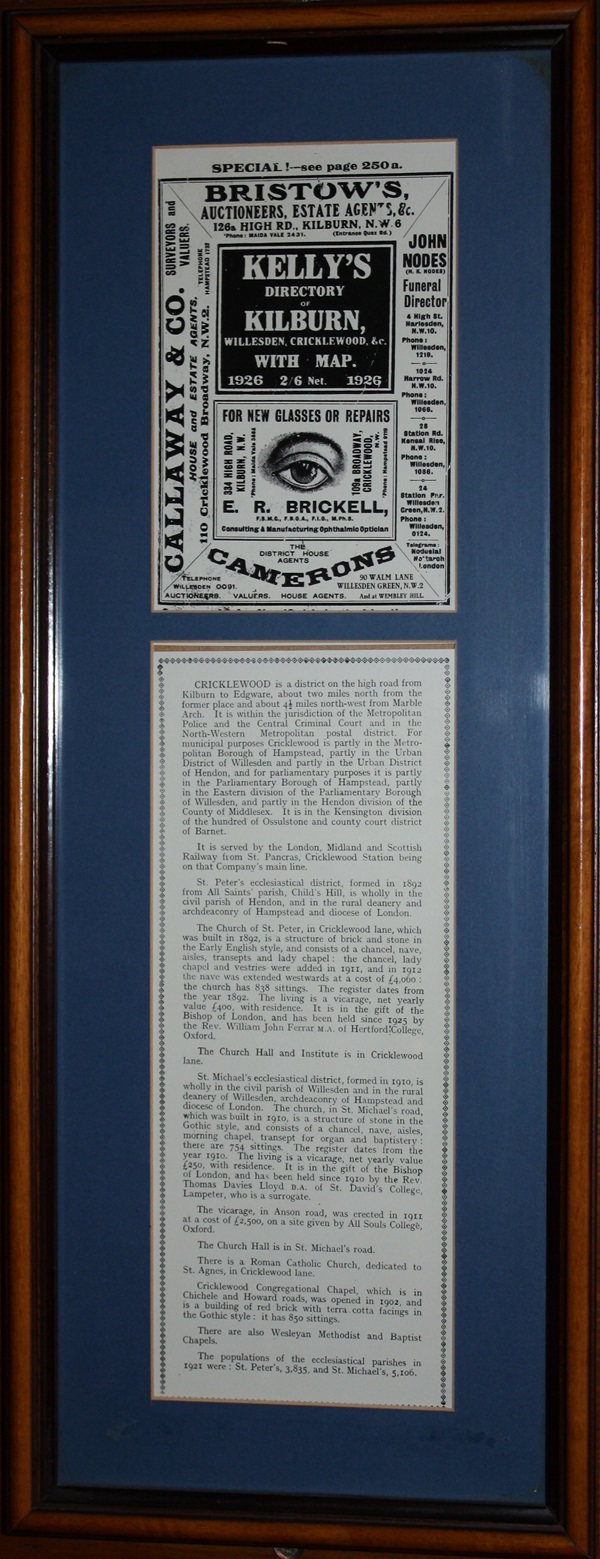 SPECIAL !—see page 250a.
BRISTOW'S,
AUCTIONEERS, ESTATE AGENTS, &c.
126a HIGH RD., KILBURN, N.W.6
'Phone: MAIDA VALE 2431. (Entrance Quex Rd.)
CALLAWAY & CO. SURVEYORS and VALUERS.
HOUSE and ESTATE AGENTS, TELEPHONE HAMPSTEAD
110 Cricklewood Broadway, N.W.2.
KELLY'S
DIRECTORY
OF
KILBURN,
WILLESDEN, CRICKLEWOOD, &c.
WITH MAP.
1926 2/6 Net. 1926
JOHN
NODES
Funeral
Director
4 High St.
Harlesden,
N.W.10.
Phone:
Willesden,
1219.
1024
Harrow Rd.
N.W.10.
Phone:
Willesden,
1066.
28
Station Rd.
Kensal Rise,
N.W.10.
Phone:
Willesden,
1086.
24
Station Par.
Willesden
Green, N.W.2.
Phone:
Willesden,
0124.
Telegrams:
London
FOR NEW GLASSES OR REPAIRS
334 HIGH ROAD,
KILBURN, N.W.
109a BROADWAY,
CRICKLEWOOD,
N.W.
E. R. BRICKELL,
F.S.M.C., F.B.O.A., F.I.O., M.Ph.S.
Consulting & Manufacturing Ophthalmic Optician
THE
DISTRICT HOUSE
AGENTS
CAMERONS
TELEPHONE
WILLESDEN 0091.
90 WALM LANE
WILLESDEN GREEN, N.W.2
AUCTIONEERS. VALUERS. HOUSE AGENTS. And at WEMBLEY HILL.
CRICKLEWOOD is a district on the high road from
Kilburn to Edgware, about two miles north from the
former place and about 4½ miles north-west from Marble
Arch. It is within the jurisdiction of the Metropolitan
Police and the Central Criminal Court and in the
North-Western Metropolitan postal district. For
municipal purposes Cricklewood is partly in the Metro-
politan Borough of Hampstead, partly in the Urban
District of Willesden and partly in the Urban District
of Hendon, and for parliamentary purposes it is partly
in the Parliamentary Borough of Hampstead, partly
in the Eastern division of the Parliamentary Borough
of Willesden, and partly in the Hendon division of the
County of Middlesex. It is in the Kensington division
of the hundred of Ossulstone and county court district
of Barnet.
It is served by the London, Midland and Scottish
Railway from St. Pancras, Cricklewood Station being
on that Company's main line.
St. Peter's ecclesiastical district, formed in 1892
from All Saints' parish, Child's Hill, is wholly in the
civil parish of Hendon, and in the rural deanery and
archdeaconry of Hampstead and diocese of London.
The Church of St. Peter, in Cricklewood lane, which
was built in 1892, is a structure of brick and stone in
the Early English style, and consists of a chancel, nave,
aisles, transepts and lady chapel: the chancel, lady
chapel and vestries were added in 1911, and in 1912
the nave was extended westwards at a cost of £4,060:
the church has 838 sittings. The register dates from
the year 1892. The living is a vicarage, net yearly
value £400, with residence. It is in the gift of the
Bishop of London, and has been held since 1925 by
the Rev. William John Ferrar M.A. of Hertford College,
Oxford.
The Church Hall and Institute is in Cricklewood
lane.
St. Michael's ecclesiastical district, formed in 1910, is
wholly in the civil parish of Willesden and in the rural
deanery of Willesden, archdeaconry of Hampstead and
diocese of London. The church, in St. Michael's road,
which was built in 1910, is a structure of stone in the
Gothic style, and consists of a chancel, nave, aisles,
morning chapel, transept for organ and baptistery:
there are 754 sittings. The register dates from the
year 1910. The living is a vicarage, net yearly value
£250, with residence. It is in the gift of the Bishop
of London, and has been held since 1910 by the Rev.
Thomas Davies Lloyd B.A. of St. David's College,
Lampeter, who is a surrogate.
The vicarage, in Anson road, was erected in 1911
at a cost of £2,500, on a site given by All Souls College,
Oxford.
The Church Hall is in St. Michael's road.
There is a Roman Catholic Church, dedicated to
St. Agnes, in Cricklewood lane.
Cricklewood Congregational Chapel, which is in
Chichele and Howard roads, was opened in 1902, and
is a building of red brick with terra cotta facings in
the Gothic style: it has 850 sittings.
There are also Wesleyan Methodist and Baptist
Chapels.
The populations of the ecclesiastical parishes in
1921 were: St. Peter's, 3,835, and St. Michael's, 5,106.